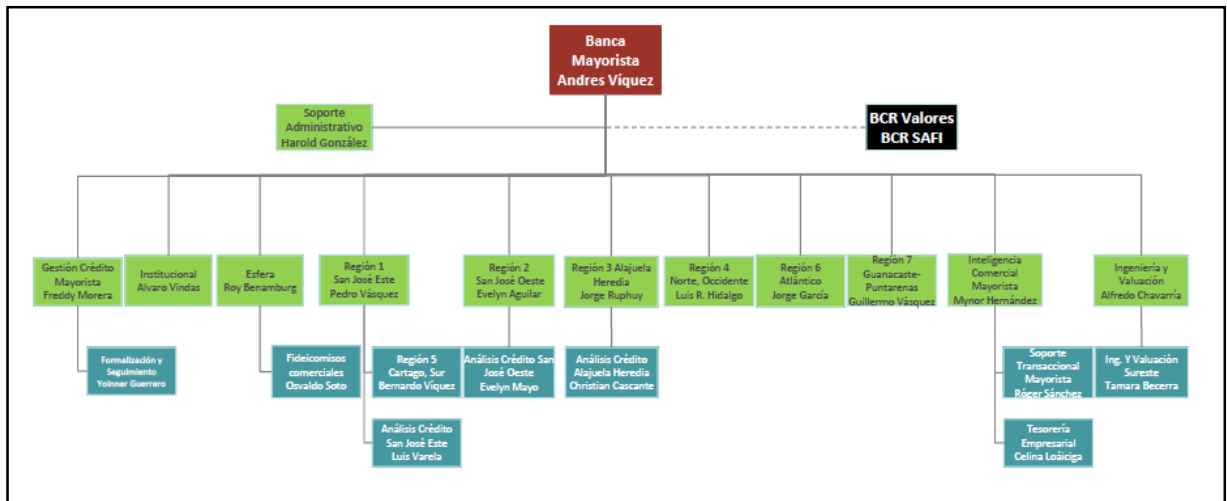 Banca
Mayorista
Andres Víquez
Soporte
Administrativo
Harold González
BCR Valores
BCR SAFI
Gestión Crédito
Mayorista
Freddy Morera
Institucional
Alvaro Vindas
Esfera
Roy Benamburg
Región 1
San José Este
Pedro Vásquez
Región 2
San José Oeste
Evelyn Aguilar
Región 3 Alajuela
Heredia
Jorge Ruphuy
Región 4
Norte, Occidente
Luis R. Hidalgo
Región 6
Atlántico
Jorge García
Región 7
Guanacaste-
Puntarenas
Guillermo Vásquez
Inteligencia
Comercial
Mayorista
Mynor Hernández
Ingeniería y
Valuación
Alfredo Chavarría
Formalización y
Seguimiento
Yoinner Guerrero
Fideicomisos
comerciales
Osvaldo Soto
Región 5
Cartago, Sur
Bernardo Víquez
Análisis Crédito San
José Oeste
Evelyn Mayo
Análisis Crédito
Alajuela Heredia
Christian Cascante
Soporte
Transaccional
Mayorista
Róger Sánchez
Ing. Y Valuación
Sureste
Tamara Becerra
Análisis Crédito
San José Este
Luis Varela
Tesorería
Empresarial
Celina Loáiciga